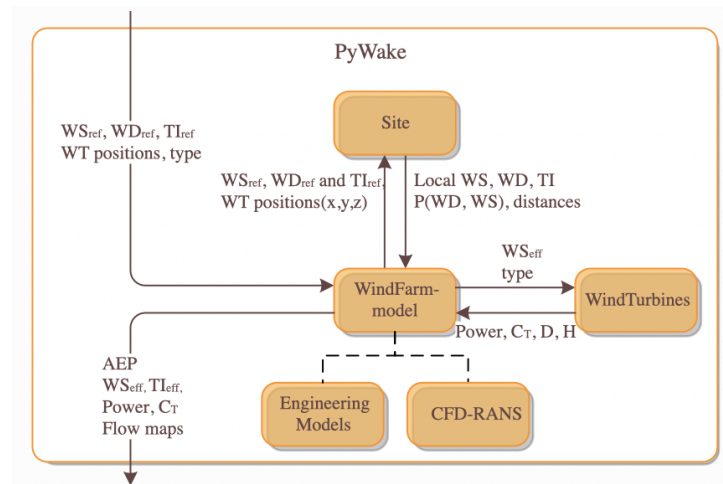 PyWake
Site
WSref, WDref, TIref
WT positions, type
WSref, WDref and TIref,
WT positions(x,y,z)
Local WS, WD, TI
P(WD, WS), distances
WSeff
type
WindFarm-
model
WindTurbines
Power, CT, D, H
AEP
WSeff, TIeff,
Power, CT
Flow maps
Engineering
Models
CFD-RANS